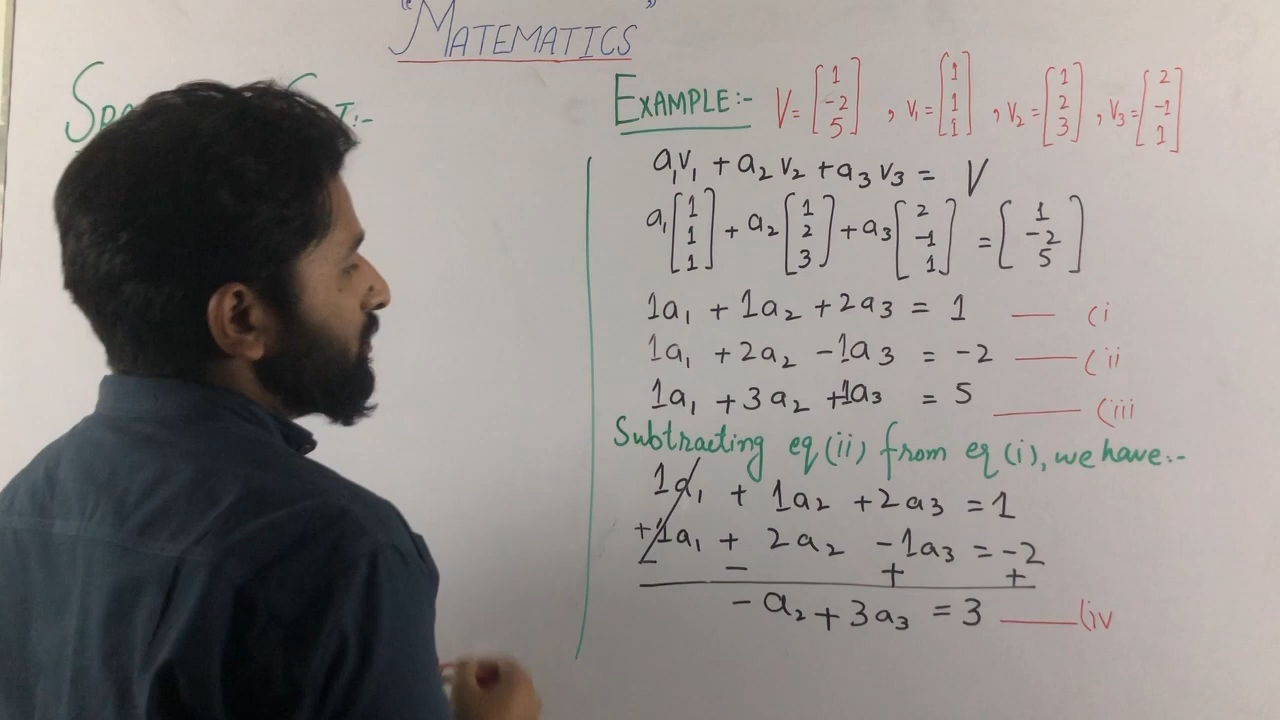 "MATEMATICS"
EXAMPLE:- V = [1 -2 5] , v₁ = [1 1 1] , v₂ = [1 2 3] , v₃ = [2 -1 1]
a₁v₁ + a₂v₂ + a₃v₃ = V
a₁[1 1 1] + a₂[1 2 3] + a₃[2 -1 1] = [1 -2 5]
1a₁ + 1a₂ + 2a₃ = 1 — (i
1a₁ + 2a₂ -1a₃ = -2 — (ii
1a₁ + 3a₂ +1a₃ = 5 — (iii
Subtracting eq (ii) from eq (i), we have:-
1a₁ + 1a₂ + 2a₃ = 1
+1a₁ + 2a₂ -1a₃ = -2
- - + +
-a₂ + 3a₃ = 3 — (iv